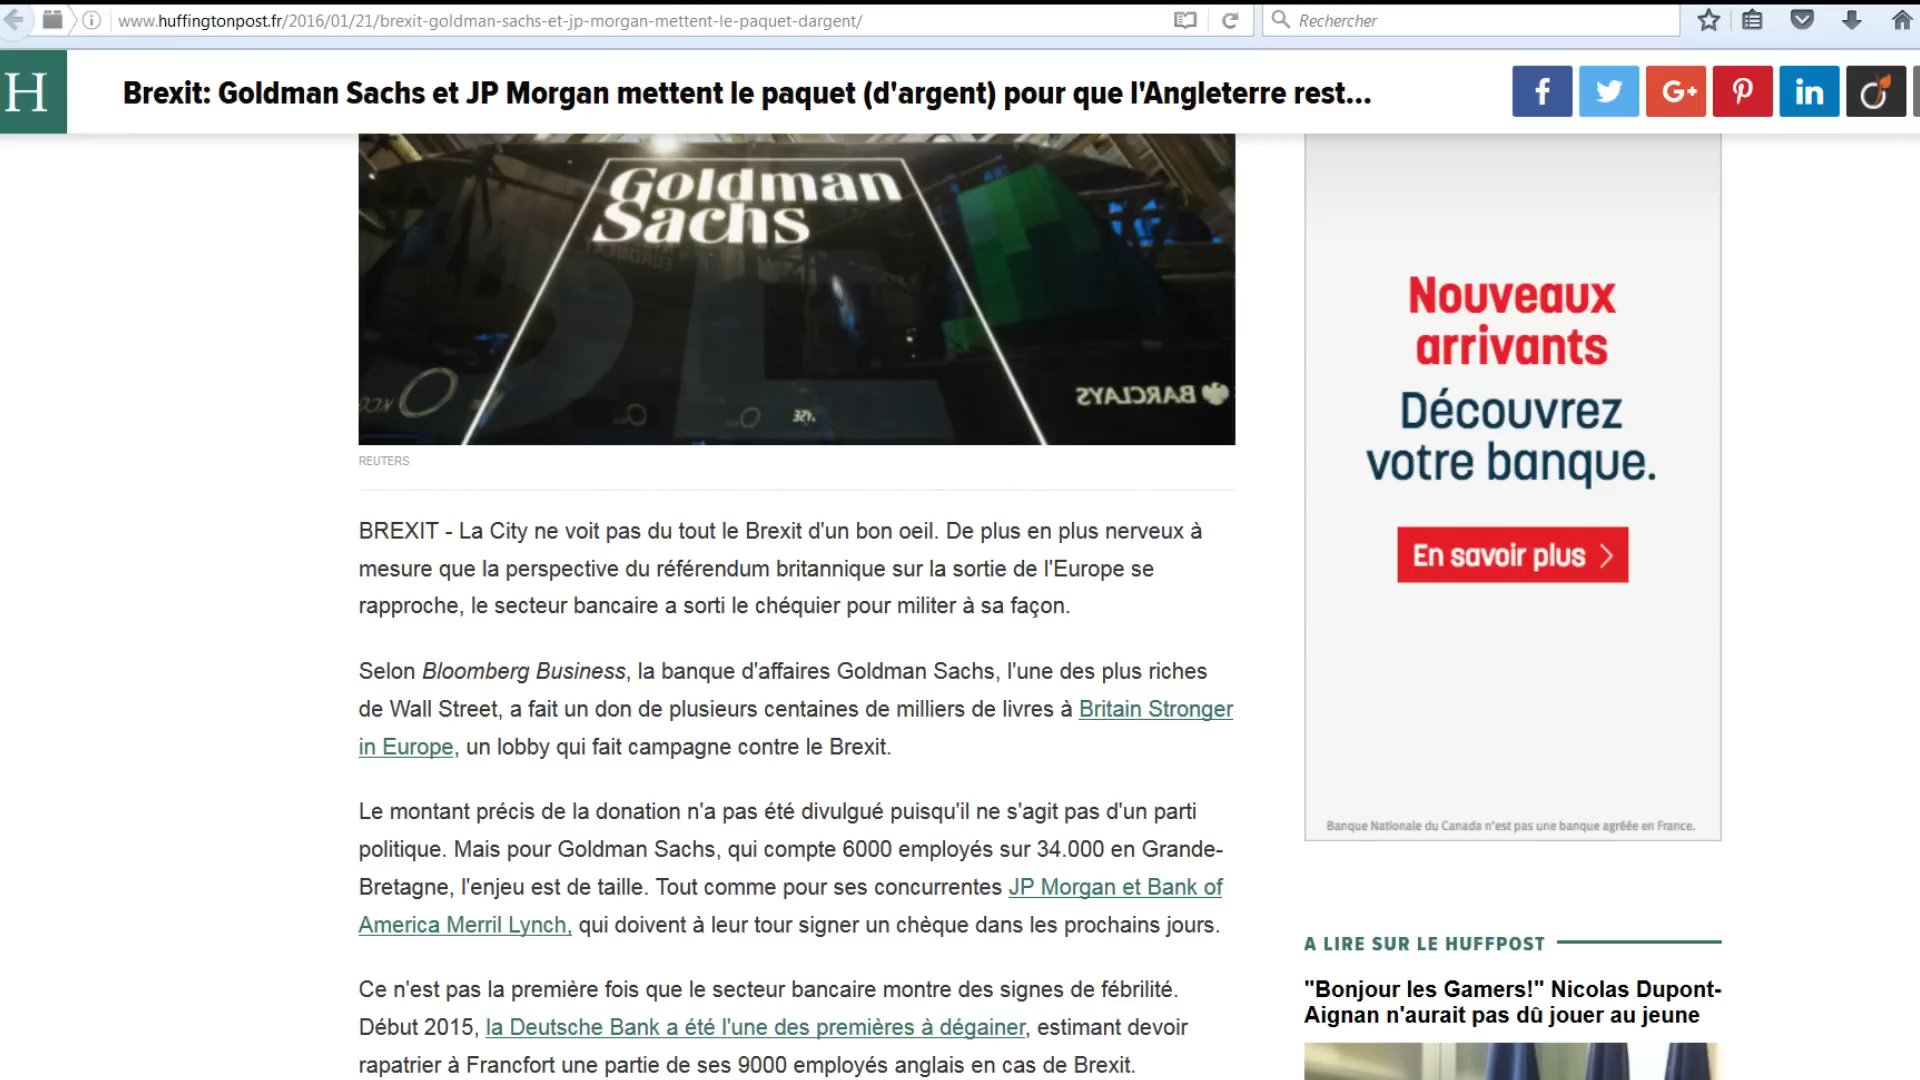 www.huffingtonpost.fr/2016/01/21/brexit-goldman-sachs-et-jp-morgan-mettent-le-paquet-dargent/
Rechercher
H
Brexit: Goldman Sachs et JP Morgan mettent le paquet (d'argent) pour que l'Angleterre rest...
f
G+
in
Goldman
Sachs
BARCLAYS
REUTERS
BREXIT - La City ne voit pas du tout le Brexit d'un bon oeil. De plus en plus nerveux à
mesure que la perspective du référendum britannique sur la sortie de l'Europe se
rapproche, le secteur bancaire a sorti le chéquier pour militer à sa façon.
Selon Bloomberg Business, la banque d'affaires Goldman Sachs, l'une des plus riches
de Wall Street, a fait un don de plusieurs centaines de milliers de livres à Britain Stronger
in Europe, un lobby qui fait campagne contre le Brexit.
Le montant précis de la donation n'a pas été divulgué puisqu'il ne s'agit pas d'un parti
politique. Mais pour Goldman Sachs, qui compte 6000 employés sur 34.000 en Grande-
Bretagne, l'enjeu est de taille. Tout comme pour ses concurrentes JP Morgan et Bank of
America Merril Lynch, qui doivent à leur tour signer un chèque dans les prochains jours.
Ce n'est pas la première fois que le secteur bancaire montre des signes de fébrilité.
Début 2015, la Deutsche Bank a été l'une des premières à dégainer, estimant devoir
rapatrier à Francfort une partie de ses 9000 employés anglais en cas de Brexit.
Nouveaux
arrivants
Découvrez
votre banque.
En savoir plus
Banque Nationale du Canada n'est pas une banque agréée en France.
A LIRE SUR LE HUFFPOST
"Bonjour les Gamers!" Nicolas Dupont-
Aignan n'aurait pas dû jouer au jeune